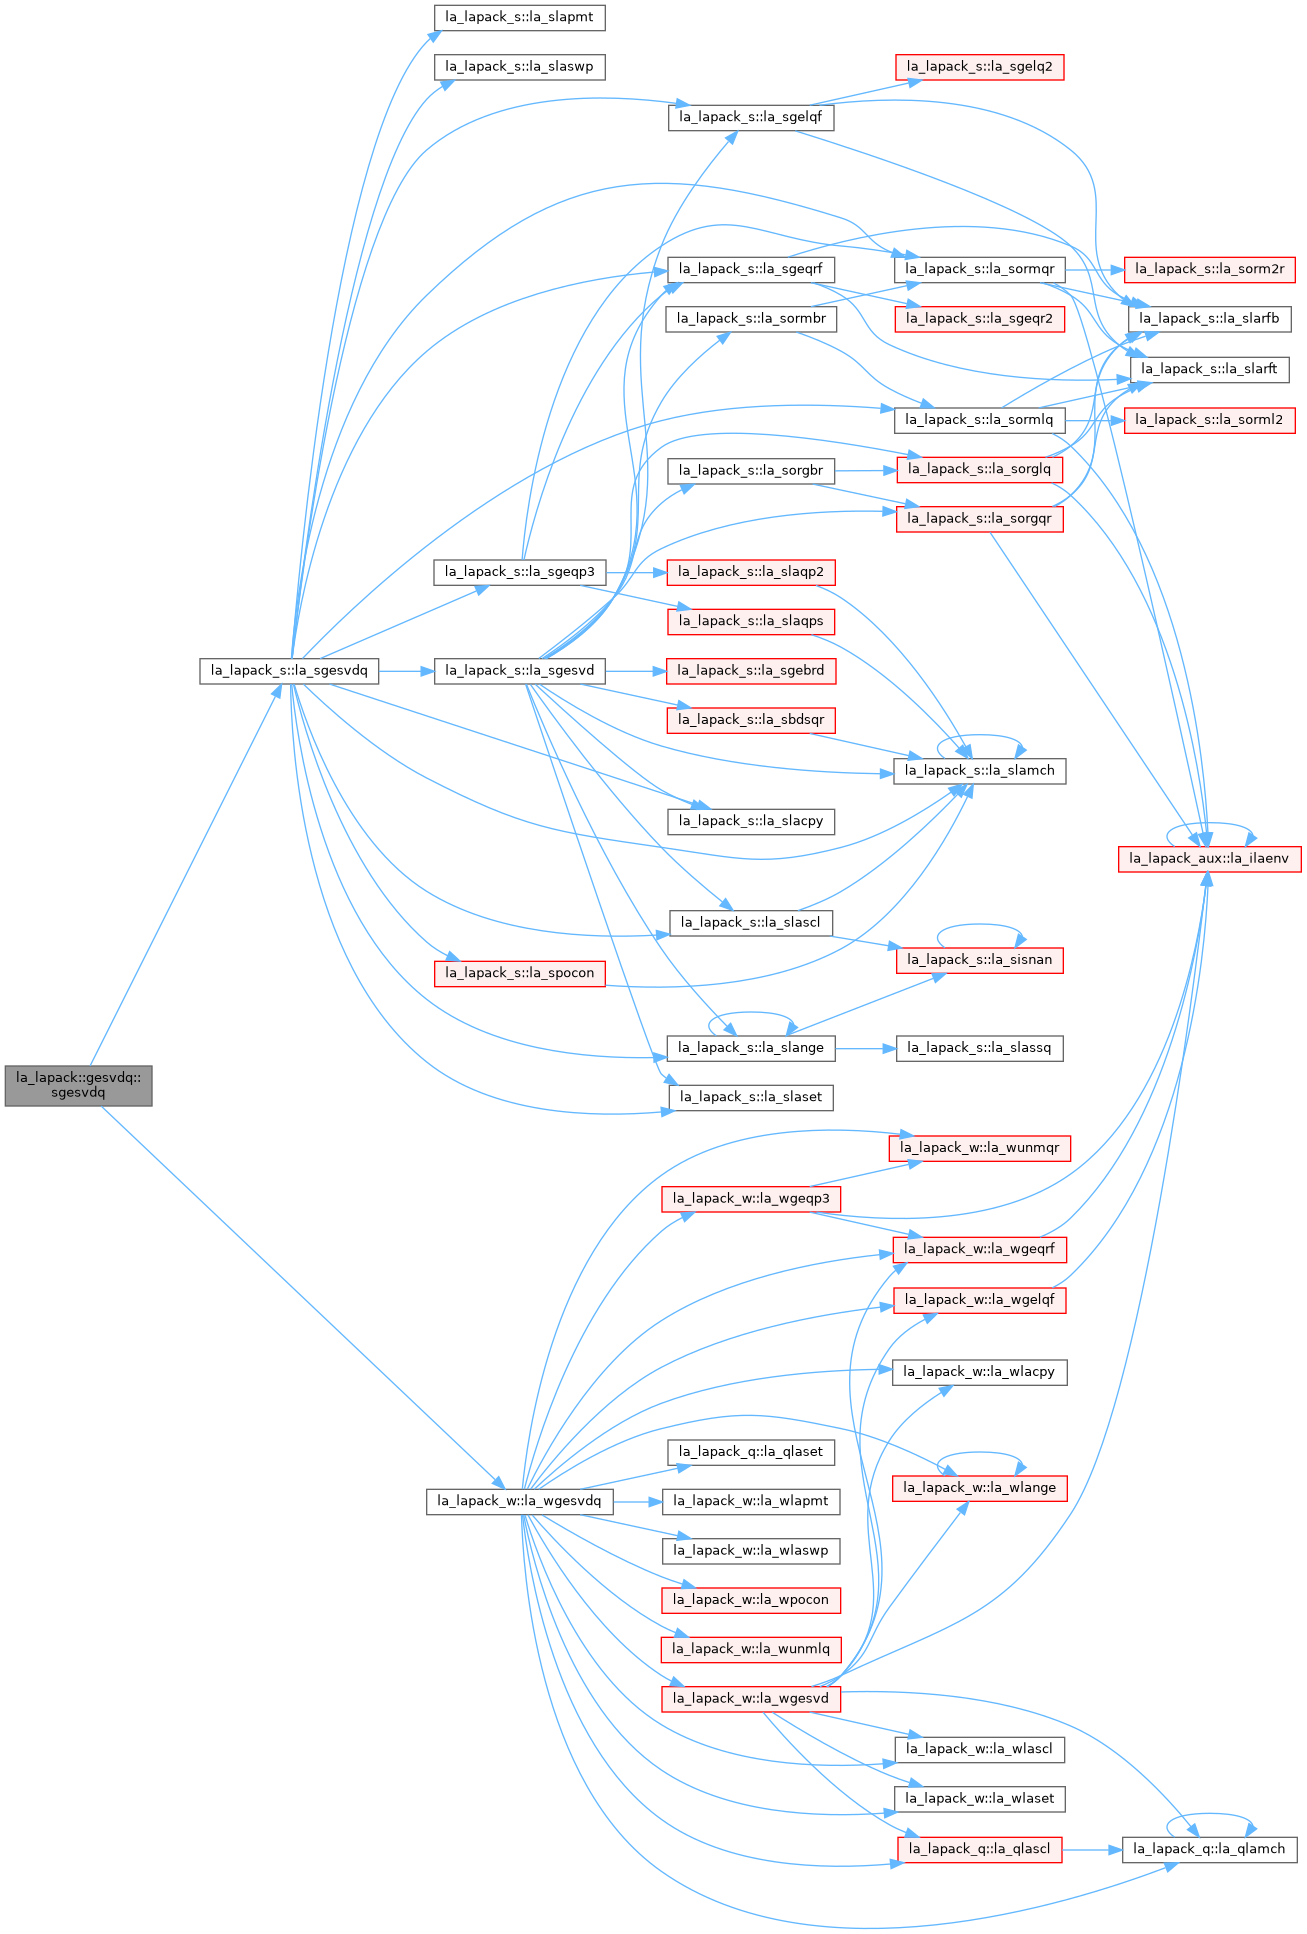 la_lapack_s::la_slapmt
la_lapack_s::la_slaswp
la_lapack_s::la_sgelq2
la_lapack_s::la_sgelqf
la_lapack_s::la_sgeqrf
la_lapack_s::la_sormqr
la_lapack_s::la_sorm2r
la_lapack_s::la_sormbr
la_lapack_s::la_sgeqr2
la_lapack_s::la_slarfb
la_lapack_s::la_slarft
la_lapack_s::la_sormlq
la_lapack_s::la_sorml2
la_lapack_s::la_sorgbr
la_lapack_s::la_sorglq
la_lapack_s::la_sorgqr
la_lapack_s::la_sgeqp3
la_lapack_s::la_slaqp2
la_lapack_s::la_slaqps
la_lapack_s::la_sgesvdq
la_lapack_s::la_sgesvd
la_lapack_s::la_sgebrd
la_lapack_s::la_sbdsqr
la_lapack_s::la_slamch
la_lapack_s::la_slacpy
la_lapack_aux::la_ilaenv
la_lapack_s::la_slascl
la_lapack_s::la_sisnan
la_lapack_s::la_spocon
la_lapack_s::la_slange
la_lapack_s::la_slassq
la_lapack::gesvdq::
sgesvdq
la_lapack_s::la_slaset
la_lapack_w::la_wunmqr
la_lapack_w::la_wgeqp3
la_lapack_w::la_wgeqrf
la_lapack_w::la_wgelqf
la_lapack_w::la_wlacpy
la_lapack_q::la_qlaset
la_lapack_w::la_wlange
la_lapack_w::la_wgesvdq
la_lapack_w::la_wlapmt
la_lapack_w::la_wlaswp
la_lapack_w::la_wpocon
la_lapack_w::la_wunmlq
la_lapack_w::la_wgesvd
la_lapack_w::la_wlascl
la_lapack_w::la_wlaset
la_lapack_q::la_qlascl
la_lapack_q::la_qlamch